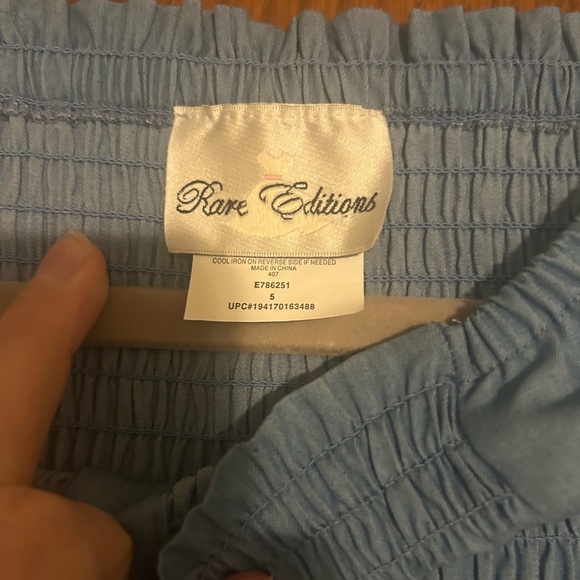 Rare Editions
COOL IRON ON REVERSE SIDE IF NEEDED
MADE IN CHINA
407
E786251
5
UPC#194170163488